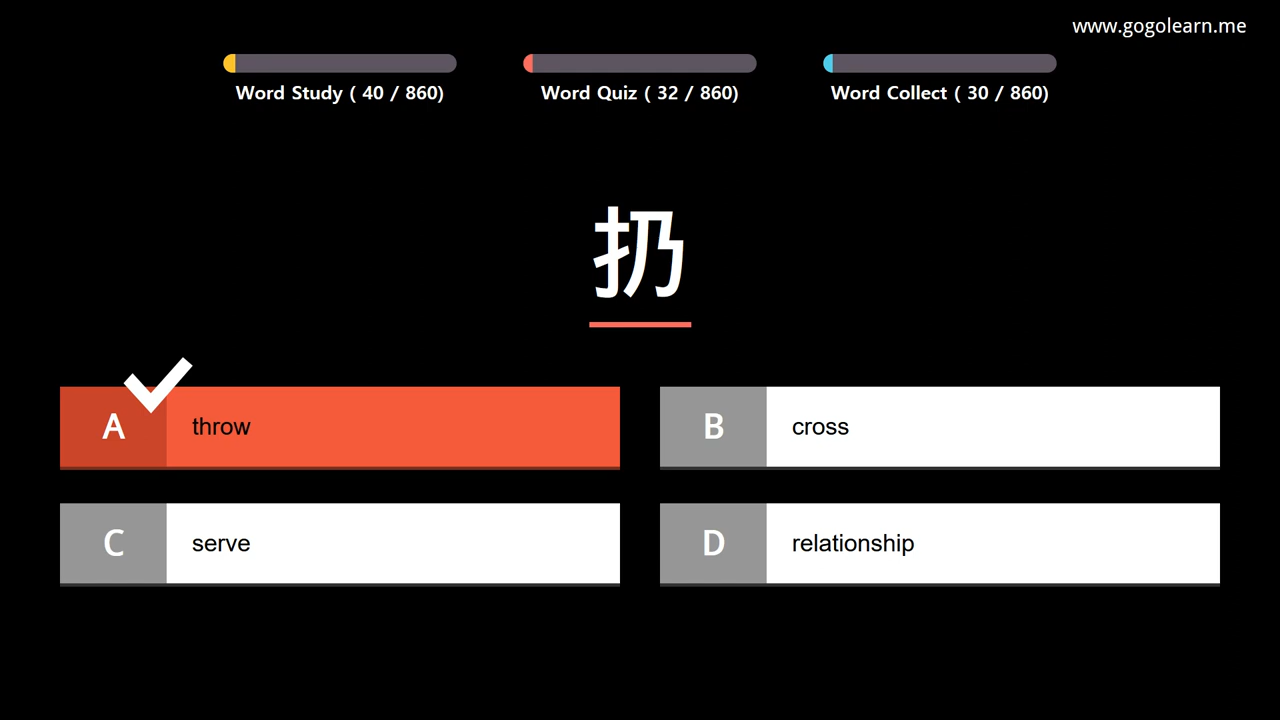 www.gogolearn.me
Word Study ( 40 / 860)
Word Quiz ( 32 / 860)
Word Collect ( 30 / 860)
扔
A throw
B cross
C serve
D relationship